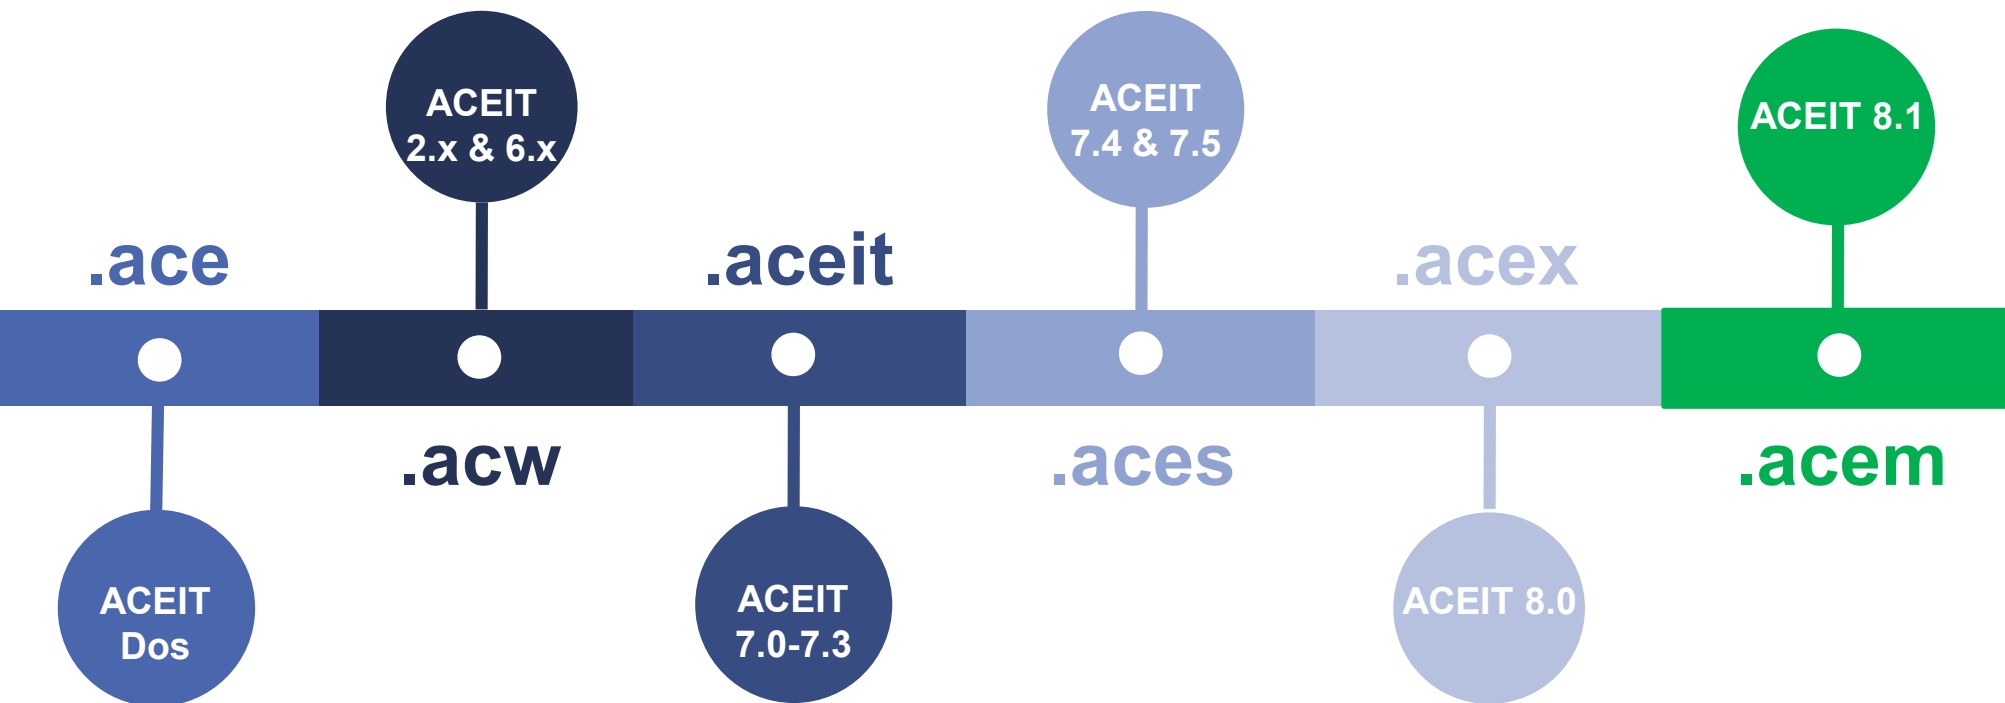 ACEIT
2.x & 6.x
ACEIT
7.4 & 7.5
ACEIT 8.1
.ace
.aceit
.acex
.acw
.aces
.acem
ACEIT
Dos
ACEIT
7.0-7.3
ACEIT 8.0